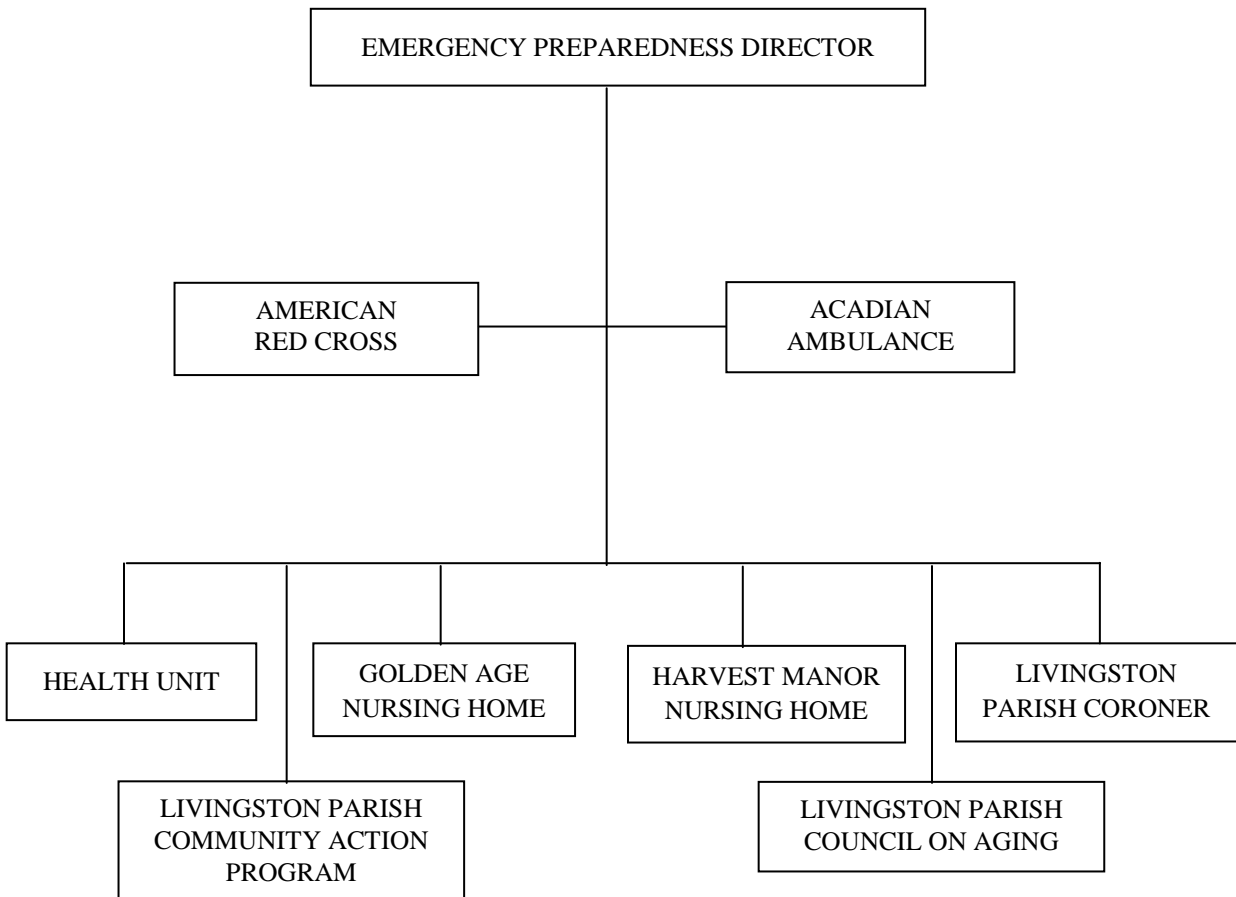 EMERGENCY PREPAREDNESS DIRECTOR
AMERICAN
RED CROSS
ACADIAN
AMBULANCE
HEALTH UNIT
GOLDEN AGE
NURSING HOME
HARVEST MANOR
NURSING HOME
LIVINGSTON
PARISH CORONER
LIVINGSTON PARISH
COMMUNITY ACTION
PROGRAM
LIVINGSTON PARISH
COUNCIL ON AGING